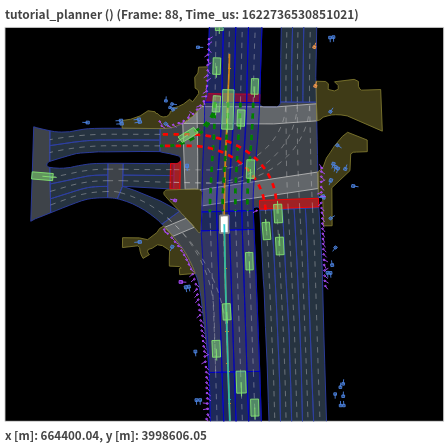 tutorial_planner () (Frame: 88, Time_us: 1622736530851021)
x [m]: 664400.04, y [m]: 3998606.05